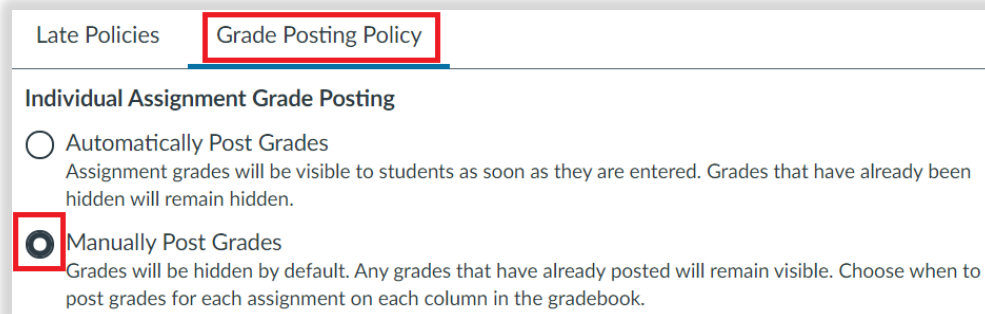 Late Policies Grade Posting Policy
Individual Assignment Grade Posting
Automatically Post Grades
Assignment grades will be visible to students as soon as they are entered. Grades that have already been
hidden will remain hidden.
Manually Post Grades
Grades will be hidden by default. Any grades that have already posted will remain visible. Choose when to
post grades for each assignment on each column in the gradebook.